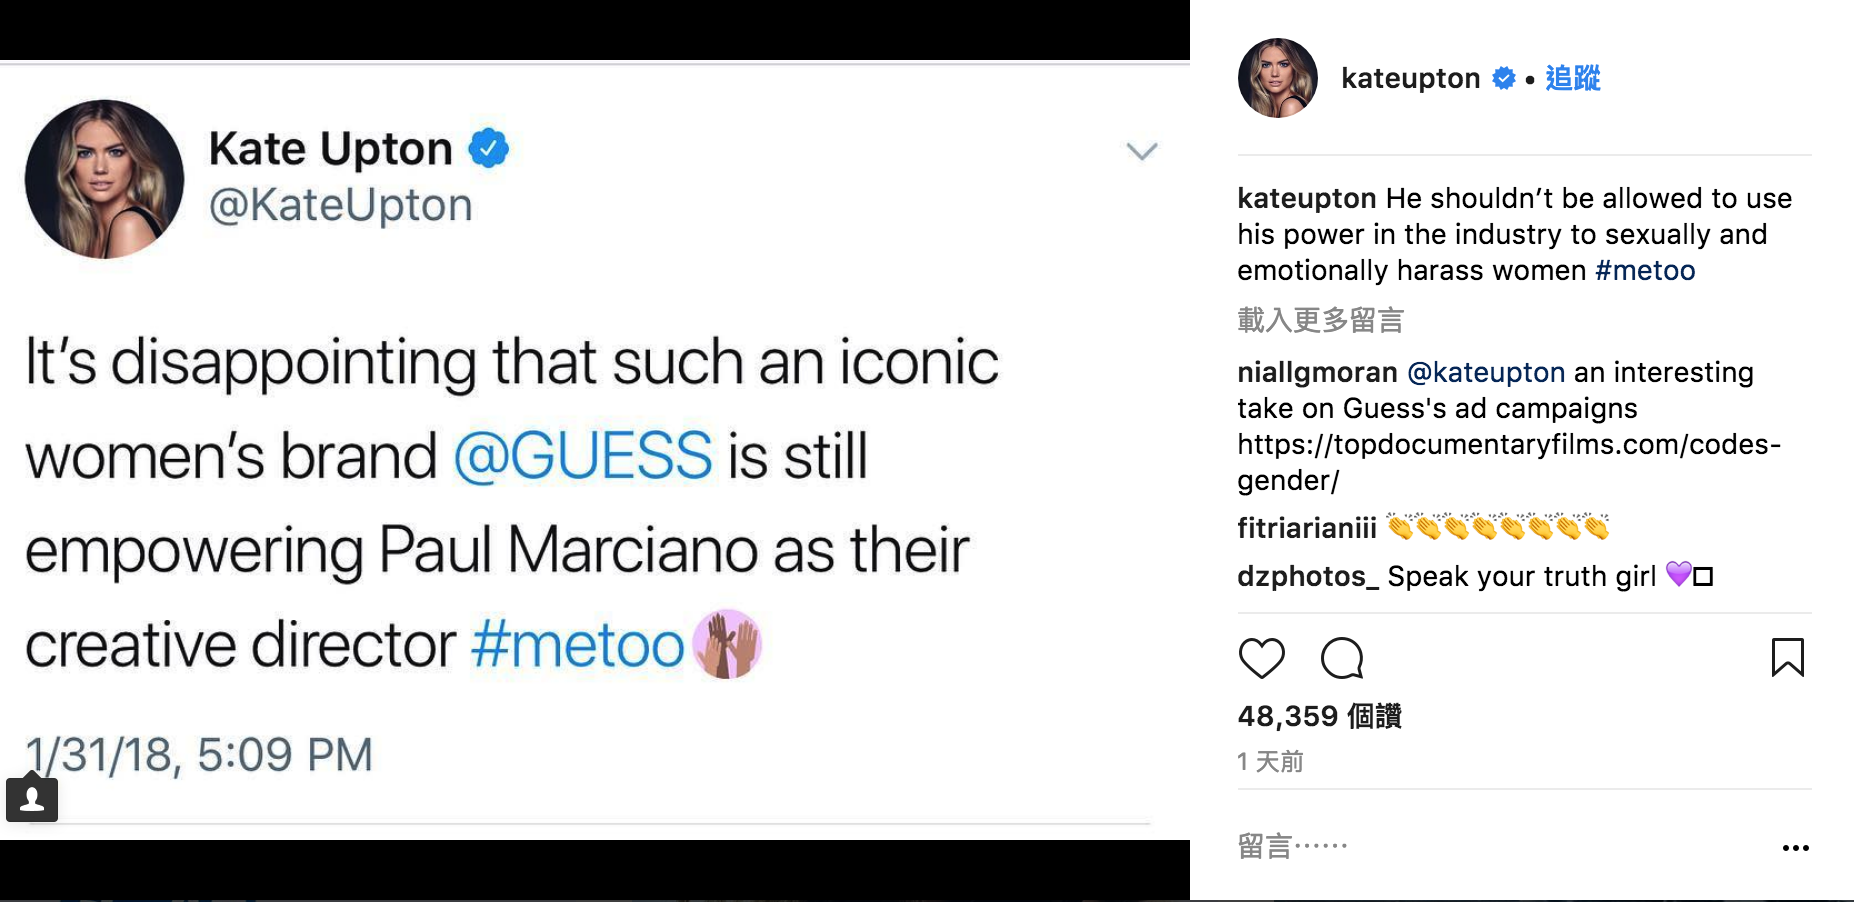 Kate Upton
@KateUpton
It's disappointing that such an iconic
women's brand @GUESS is still
empowering Paul Marciano as their
creative director #metoo
1/31/18, 5:09 PM
kateupton • 追蹤
kateupton He shouldn't be allowed to use
his power in the industry to sexually and
emotionally harass women #metoo
載入更多留言
niallgmoran @kateupton an interesting
take on Guess's ad campaigns
https://topdocumentaryfilms.com/codes-
gender/
fitriarianiii 👏👏👏👏👏👏👏👏
dzphotos_ Speak your truth girl 💜
48,359 個讚
1 天前
留言……